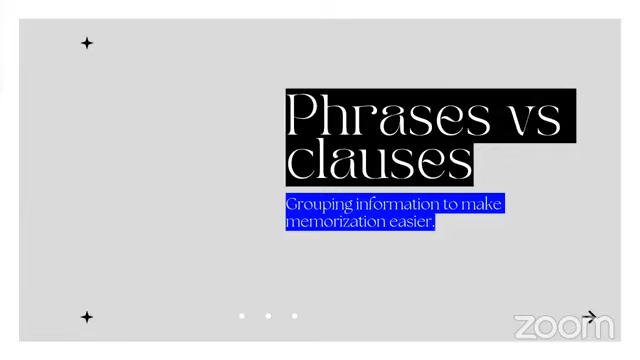 Phrases vs
clauses
Grouping information to make
memorization easier.
zoom